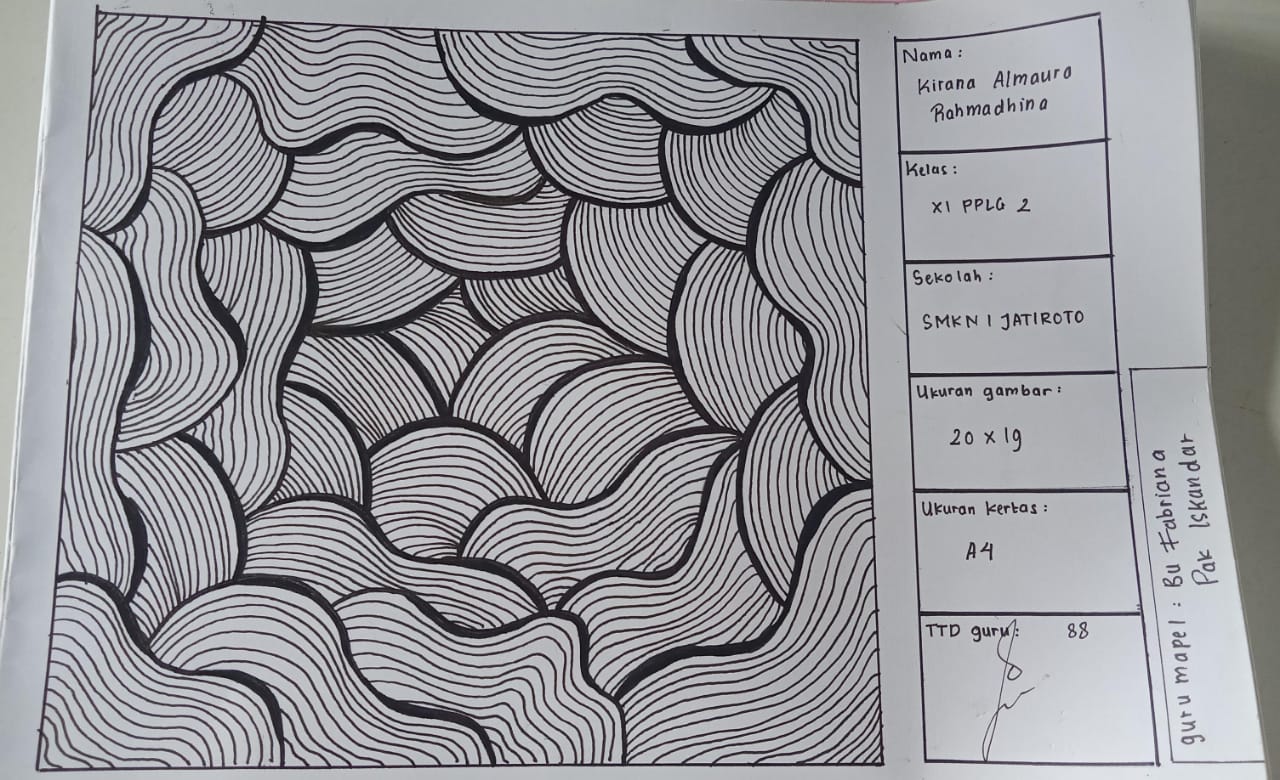 Nama :
Kirana Almaura
Rahmadhina
Kelas :
XI PPLG 2
Sekolah :
SMKN 1 JATIROTO
Ukuran gambar :
20 x 19
Ukuran kertas :
A4
TTD guru : 88
guru mapel : Bu Fabriana
Pak Iskandar